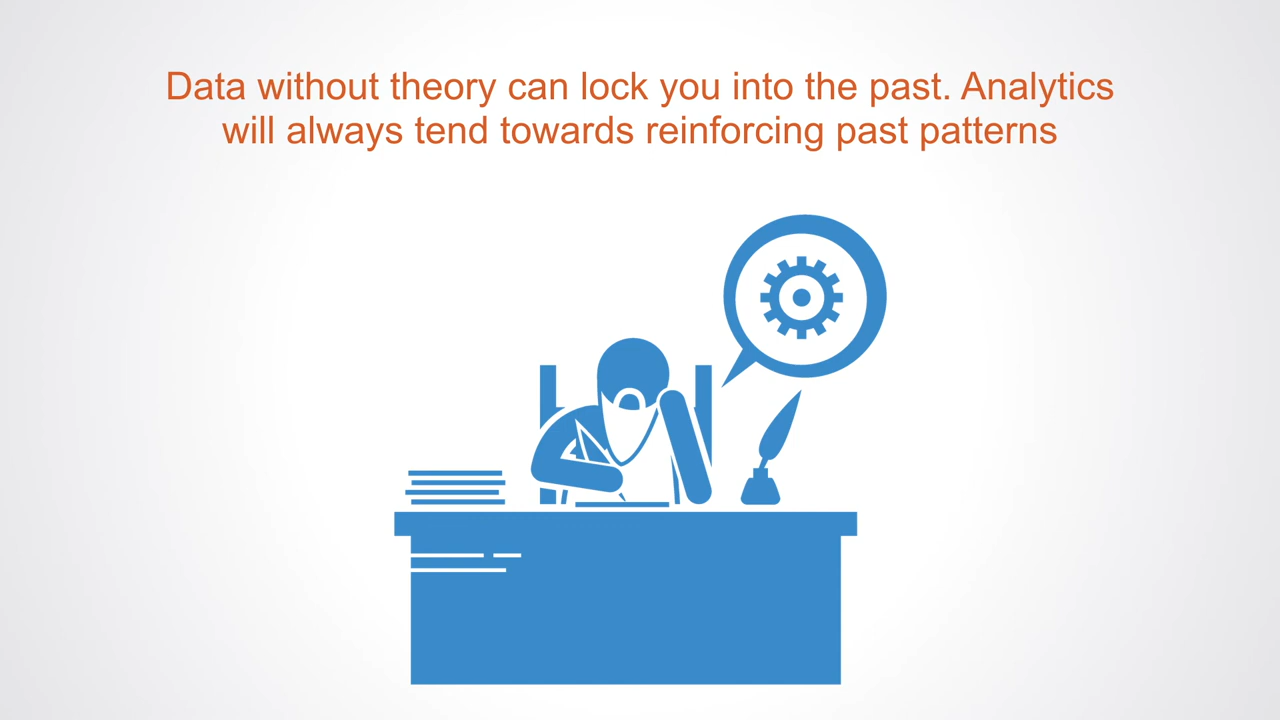 Data without theory can lock you into the past. Analytics
will always tend towards reinforcing past patterns